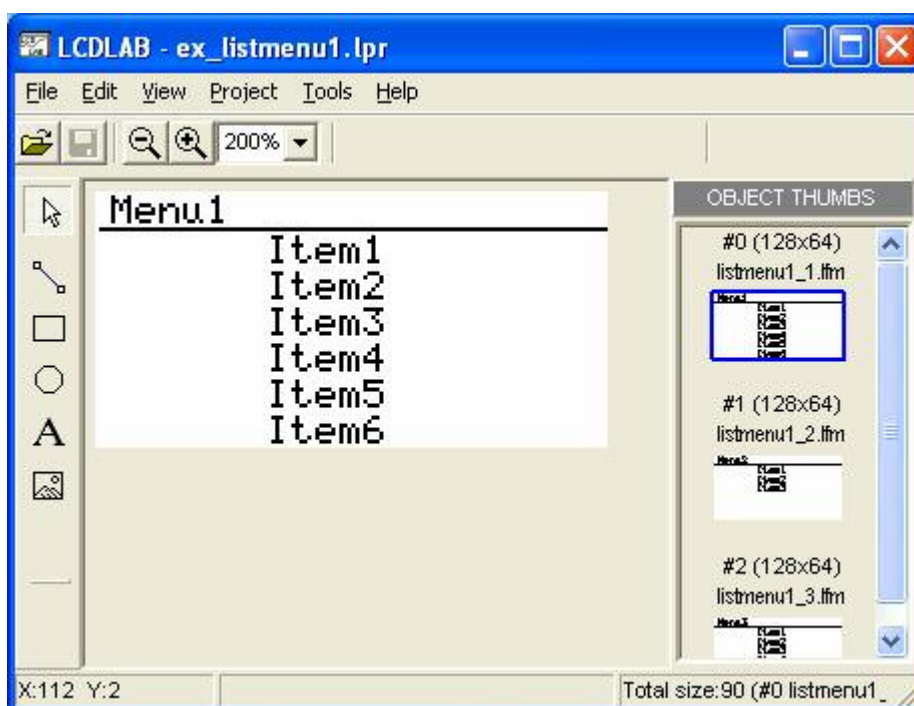 LCDLAB - ex_listmenu1.lpr
File Edit View Project Tools Help
200%
Menu1
Item1
Item2
Item3
Item4
Item5
Item6
OBJECT THUMBS
#0 (128x64)
listmenu1_1.lfm
#1 (128x64)
listmenu1_2.lfm
#2 (128x64)
listmenu1_3.lfm
X:112 Y:2
Total size:90 (#0 listmenu1_